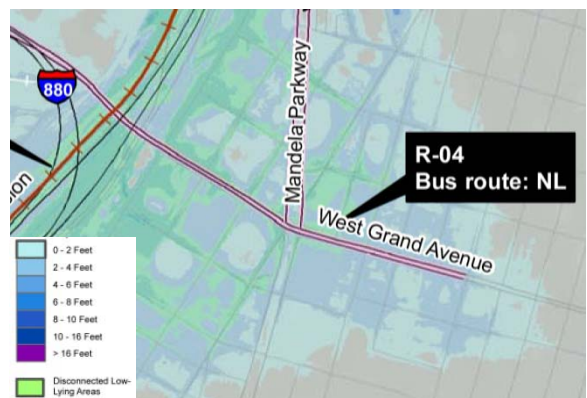 880
Mandela Parkway
R-04
Bus route: NL
West Grand Avenue
sion
0 - 2 Feet
2 - 4 Feet
4 - 6 Feet
6 - 8 Feet
8 - 10 Feet
10 - 16 Feet
> 16 Feet
Disconnected Low-
Lying Areas